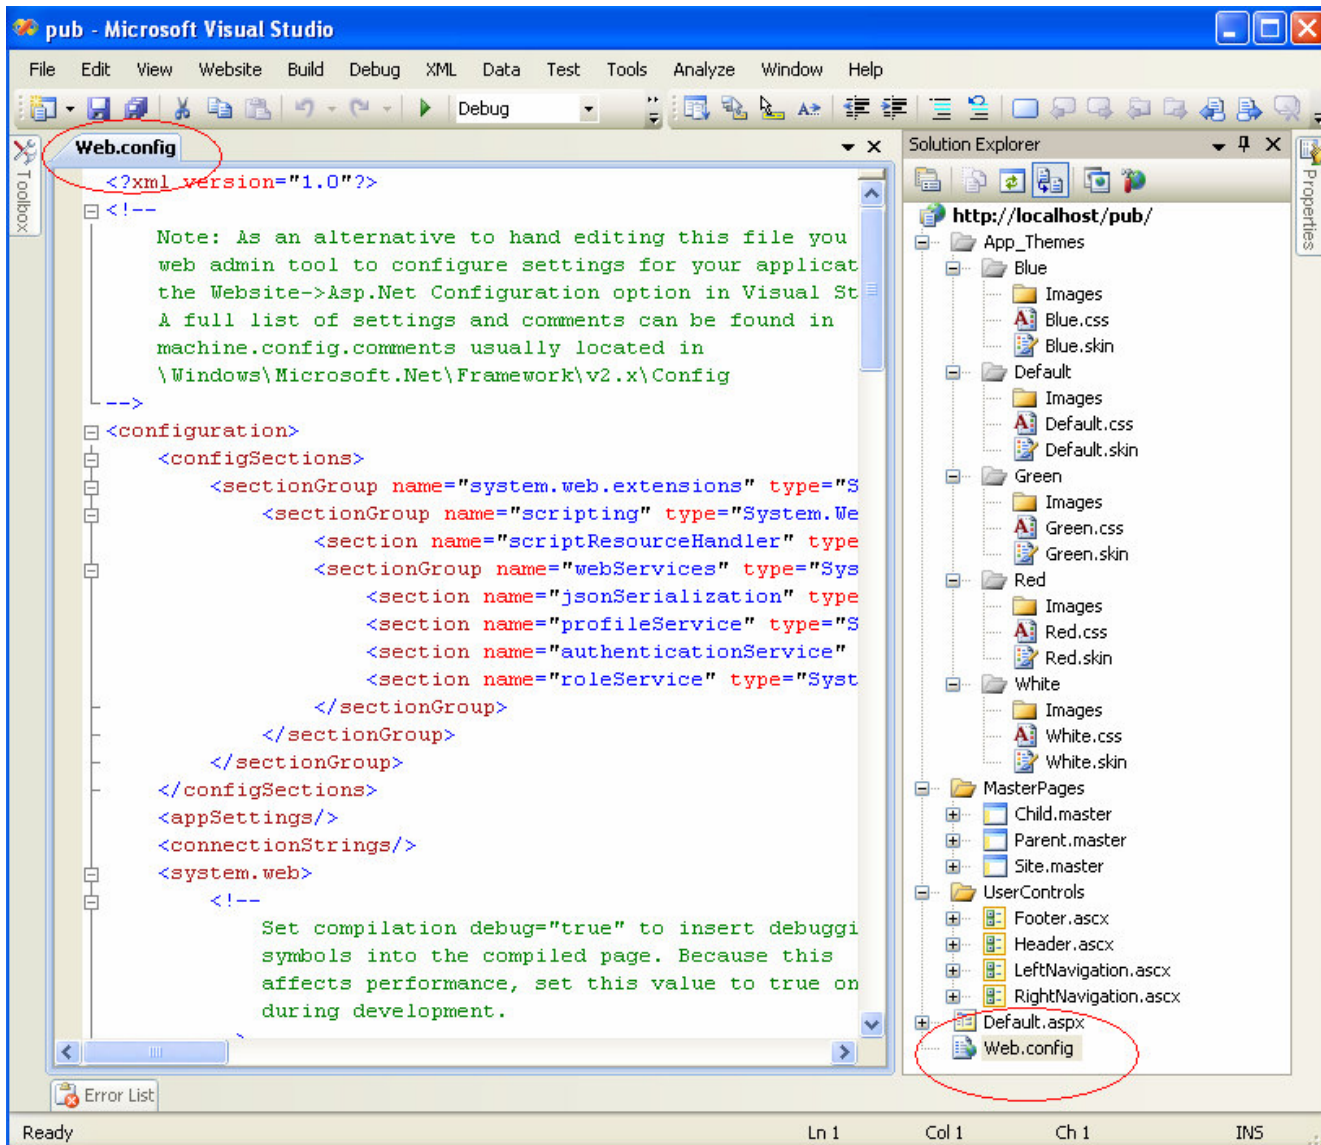 pub - Microsoft Visual Studio
File Edit View Website Build Debug XML Data Test Tools Analyze Window Help
Debug
Toolbox
Web.config
<?xml version="1.0"?>
<!--
Note: As an alternative to hand editing this file you
web admin tool to configure settings for your applicat
the Website->Asp.Net Configuration option in Visual St
A full list of settings and comments can be found in
machine.config.comments usually located in
\Windows\Microsoft.Net\Framework\v2.x\Config
-->
<configuration>
<configSections>
<sectionGroup name="system.web.extensions" type="S
<sectionGroup name="scripting" type="System.We
<section name="scriptResourceHandler" type
<sectionGroup name="webServices" type="Sys
<section name="jsonSerialization" type
<section name="profileService" type="S
<section name="authenticationService"
<section name="roleService" type="Syst
</sectionGroup>
</sectionGroup>
</sectionGroup>
</configSections>
<appSettings/>
<connectionStrings/>
<system.web>
<!--
Set compilation debug="true" to insert debuggi
symbols into the compiled page. Because this
affects performance, set this value to true on
during development.
Solution Explorer
http://localhost/pub/
App_Themes
Blue
Images
Blue.css
Blue.skin
Default
Images
Default.css
Default.skin
Green
Images
Green.css
Green.skin
Red
Images
Red.css
Red.skin
White
Images
White.css
White.skin
MasterPages
Child.master
Parent.master
Site.master
UserControls
Footer.ascx
Header.ascx
LeftNavigation.ascx
RightNavigation.ascx
Default.aspx
Web.config
Properties
Error List
Ready Ln 1 Col 1 Ch 1 INS